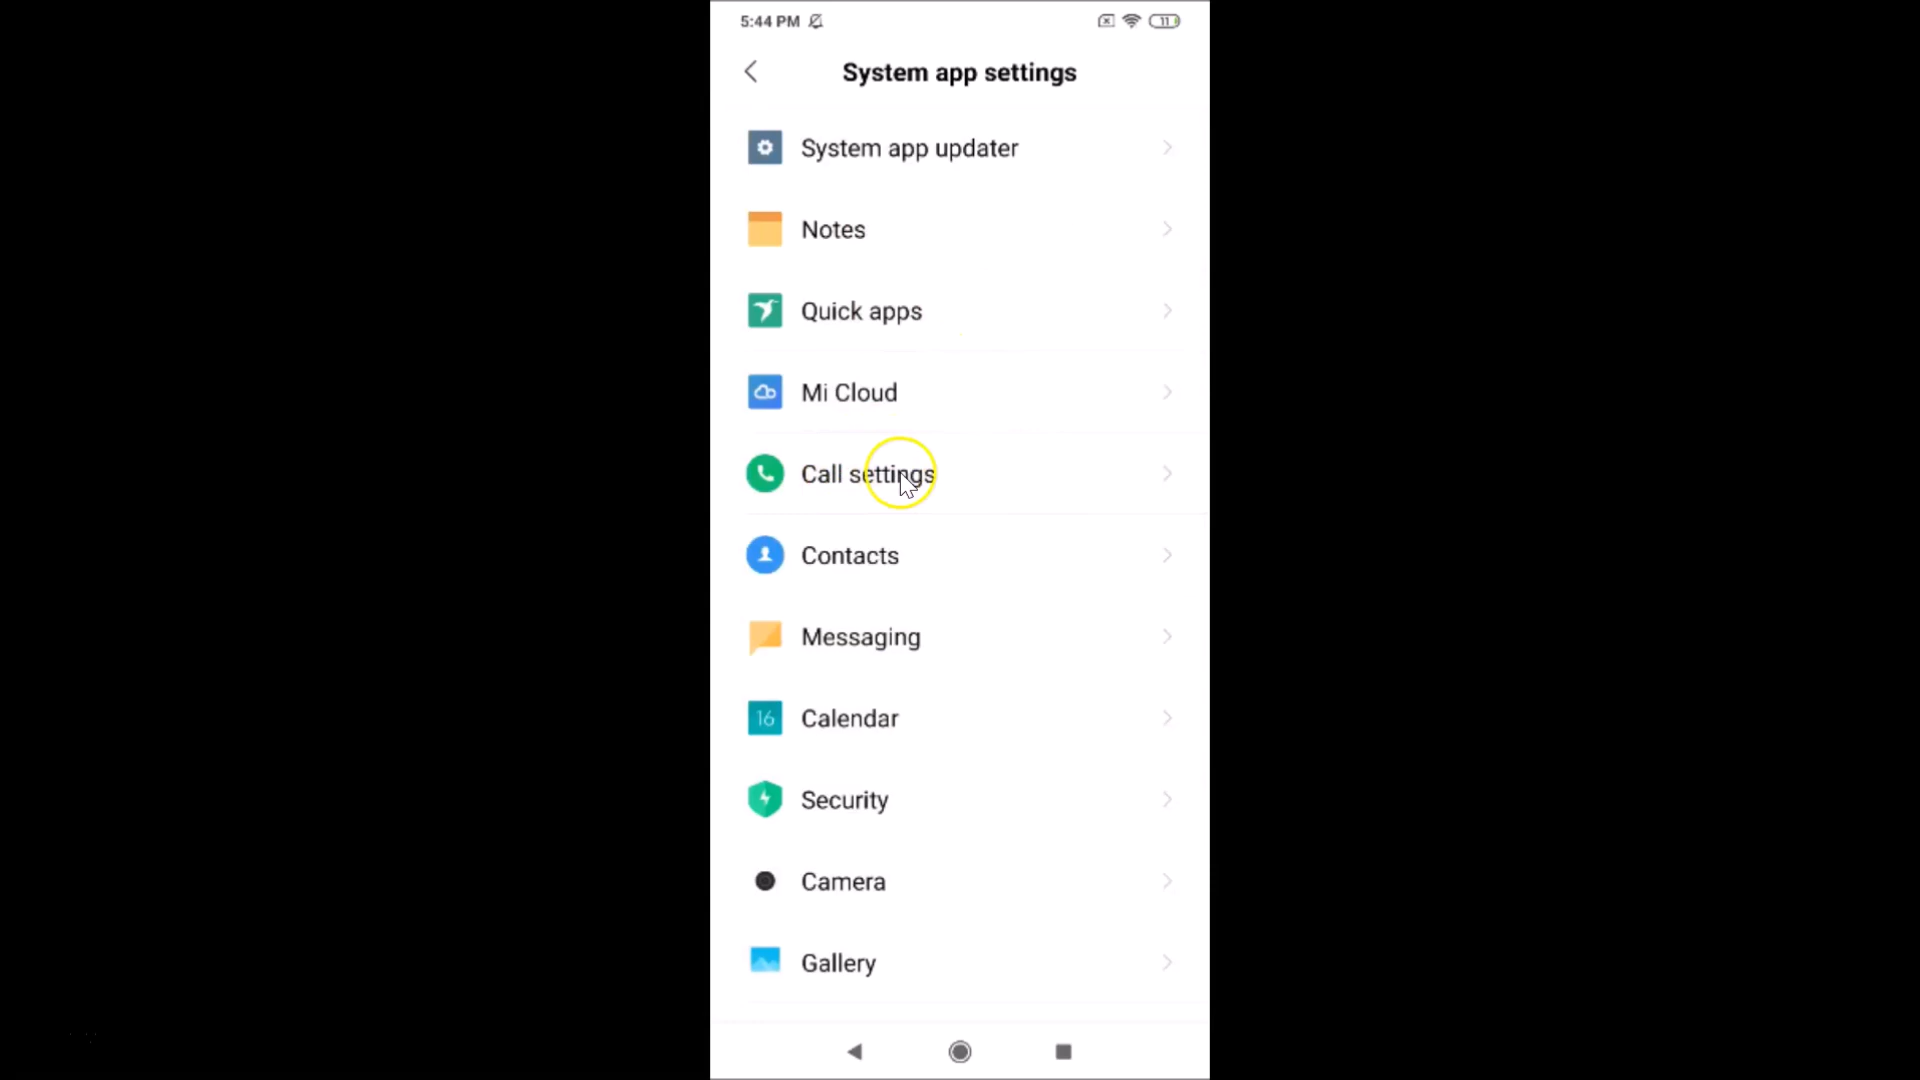 5:44 PM
11
System app settings
System app updater
Notes
Quick apps
Mi Cloud
Call settings
Contacts
Messaging
16 Calendar
Security
Camera
Gallery